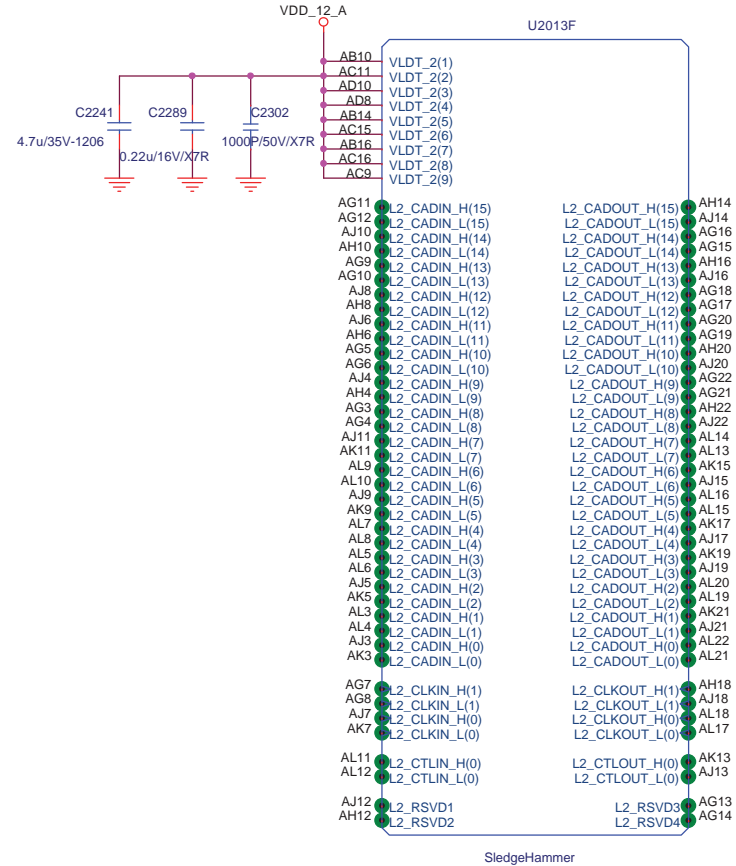 VDD_12_A
U2013F
AB10 VLDT_2(1)
AC11 VLDT_2(2)
AD10 VLDT_2(3)
AD8 VLDT_2(4)
AB14 VLDT_2(5)
AC15 VLDT_2(6)
AB16 VLDT_2(7)
AC16 VLDT_2(8)
AC9 VLDT_2(9)
C2241
4.7u/35V-1206
C2289
0.22u/16V/X7R
C2302
1000P/50V/X7R
AG11 L2_CADIN_H(15) L2_CADOUT_H(15) AH14
AG12 L2_CADIN_L(15) L2_CADOUT_L(15) AJ14
AJ10 L2_CADIN_H(14) L2_CADOUT_H(14) AG16
AH10 L2_CADIN_L(14) L2_CADOUT_L(14) AG15
AG9 L2_CADIN_H(13) L2_CADOUT_H(13) AH16
AG10 L2_CADIN_L(13) L2_CADOUT_L(13) AJ16
AJ8 L2_CADIN_H(12) L2_CADOUT_H(12) AG18
AH8 L2_CADIN_L(12) L2_CADOUT_L(12) AG17
AJ6 L2_CADIN_H(11) L2_CADOUT_H(11) AG20
AH6 L2_CADIN_L(11) L2_CADOUT_L(11) AG19
AG5 L2_CADIN_H(10) L2_CADOUT_H(10) AH20
AG6 L2_CADIN_L(10) L2_CADOUT_L(10) AJ20
AJ4 L2_CADIN_H(9) L2_CADOUT_H(9) AG22
AH4 L2_CADIN_L(9) L2_CADOUT_L(9) AG21
AG3 L2_CADIN_H(8) L2_CADOUT_H(8) AH22
AG4 L2_CADIN_L(8) L2_CADOUT_L(8) AJ22
AJ11 L2_CADIN_H(7) L2_CADOUT_H(7) AL14
AK11 L2_CADIN_L(7) L2_CADOUT_L(7) AL13
AL9 L2_CADIN_H(6) L2_CADOUT_H(6) AK15
AL10 L2_CADIN_L(6) L2_CADOUT_L(6) AJ15
AJ9 L2_CADIN_H(5) L2_CADOUT_H(5) AL16
AK9 L2_CADIN_L(5) L2_CADOUT_L(5) AL15
AL7 L2_CADIN_H(4) L2_CADOUT_H(4) AK17
AL8 L2_CADIN_L(4) L2_CADOUT_L(4) AJ17
AL5 L2_CADIN_H(3) L2_CADOUT_H(3) AK19
AL6 L2_CADIN_L(3) L2_CADOUT_L(3) AJ19
AJ5 L2_CADIN_H(2) L2_CADOUT_H(2) AL20
AK5 L2_CADIN_L(2) L2_CADOUT_L(2) AL19
AL3 L2_CADIN_H(1) L2_CADOUT_H(1) AK21
AL4 L2_CADIN_L(1) L2_CADOUT_L(1) AJ21
AJ3 L2_CADIN_H(0) L2_CADOUT_H(0) AL22
AK3 L2_CADIN_L(0) L2_CADOUT_L(0) AL21
AG7 L2_CLKIN_H(1) L2_CLKOUT_H(1) AH18
AG8 L2_CLKIN_L(1) L2_CLKOUT_L(1) AJ18
AJ7 L2_CLKIN_H(0) L2_CLKOUT_H(0) AL18
AK7 L2_CLKIN_L(0) L2_CLKOUT_L(0) AL17
AL11 L2_CTLIN_H(0) L2_CTLOUT_H(0) AK13
AL12 L2_CTLIN_L(0) L2_CTLOUT_L(0) AJ13
AJ12 L2_RSVD1 L2_RSVD3 AG13
AH12 L2_RSVD2 L2_RSVD4 AG14
SledgeHammer